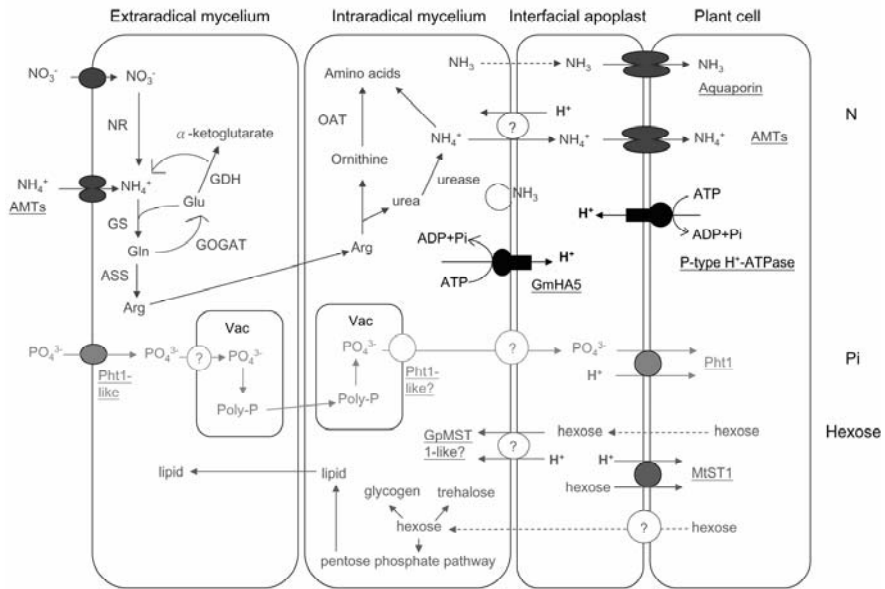 Extraradical mycelium
Intraradical mycelium
Interfacial apoplast
Plant cell
NO₃⁻
NO₃⁻
NR
α-ketoglutarate
GDH
NH₄⁺
AMTs
NH₄⁺
Glu
GS
GOGAT
Gln
ASS
Arg
Amino acids
OAT
Ornithine
Arg
urea
urease
NH₄⁺
NH₃
NH₃
NH₃
Aquaporin
N
H⁺
?
NH₄⁺
NH₄⁺
AMTs
NH₃
ADP+Pi
ATP
H⁺
GmHA5
H⁺
ATP
ADP+Pi
P-type H⁺-ATPase
Vac
Vac
PO₄³⁻
PO₄³⁻
?
PO₄³⁻
Pht1-
like
Poly-P
PO₄³⁻
Poly-P
Pht1-
like?
?
PO₄³⁻
H⁺
Pht1
Pi
GpMST
1-like?
?
hexose
hexose
Hexose
H⁺
H⁺
hexose
MtST1
lipid
lipid
glycogen
trehalose
hexose
?
hexose
pentose phosphate pathway